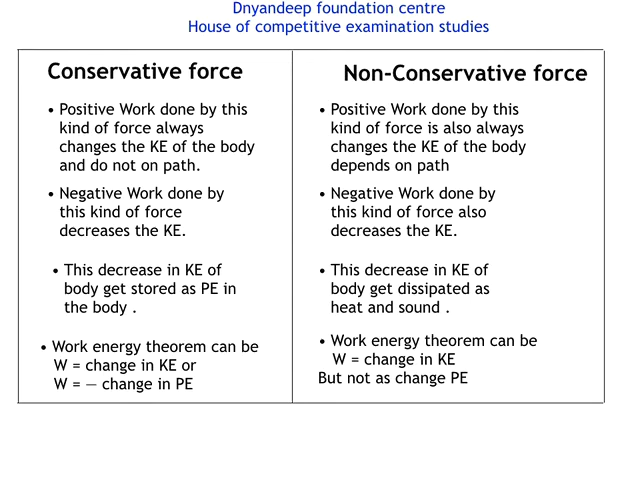 Dnyandeep foundation centre
House of competitive examination studies
Conservative force
• Positive Work done by this
kind of force always
changes the KE of the body
and do not on path.
• Negative Work done by
this kind of force
decreases the KE.
• This decrease in KE of
body get stored as PE in
the body .
• Work energy theorem can be
W = change in KE or
W = — change in PE
Non-Conservative force
• Positive Work done by this
kind of force is also always
changes the KE of the body
depends on path
• Negative Work done by
this kind of force also
decreases the KE.
• This decrease in KE of
body get dissipated as
heat and sound .
• Work energy theorem can be
W = change in KE
But not as change PE